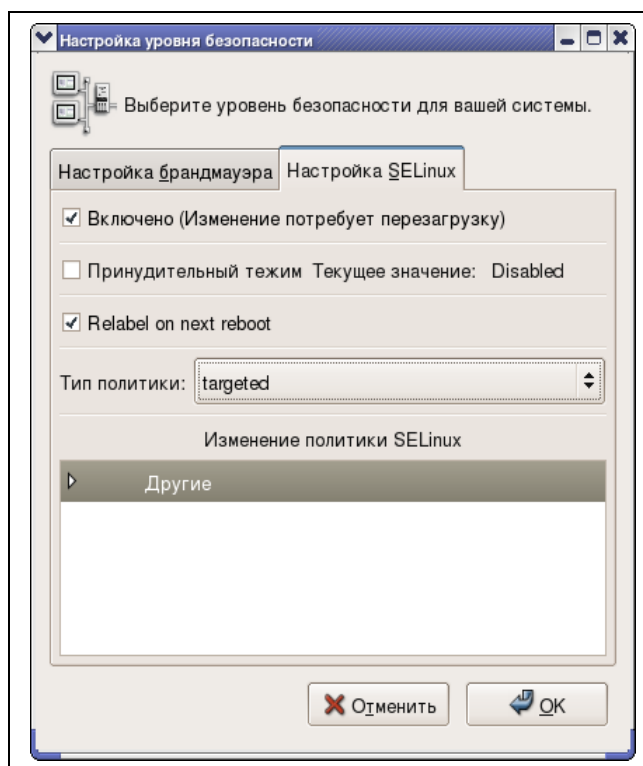 Настройка уровня безопасности
Выберите уровень безопасности для вашей системы.
Настройка брандмауэра
Настройка SELinux
Включено (Изменение потребует перезагрузку)
Принудительный тежим Текущее значение: Disabled
Relabel on next reboot
Тип политики: targeted
Изменение политики SELinux
Другие
Отменить
OK